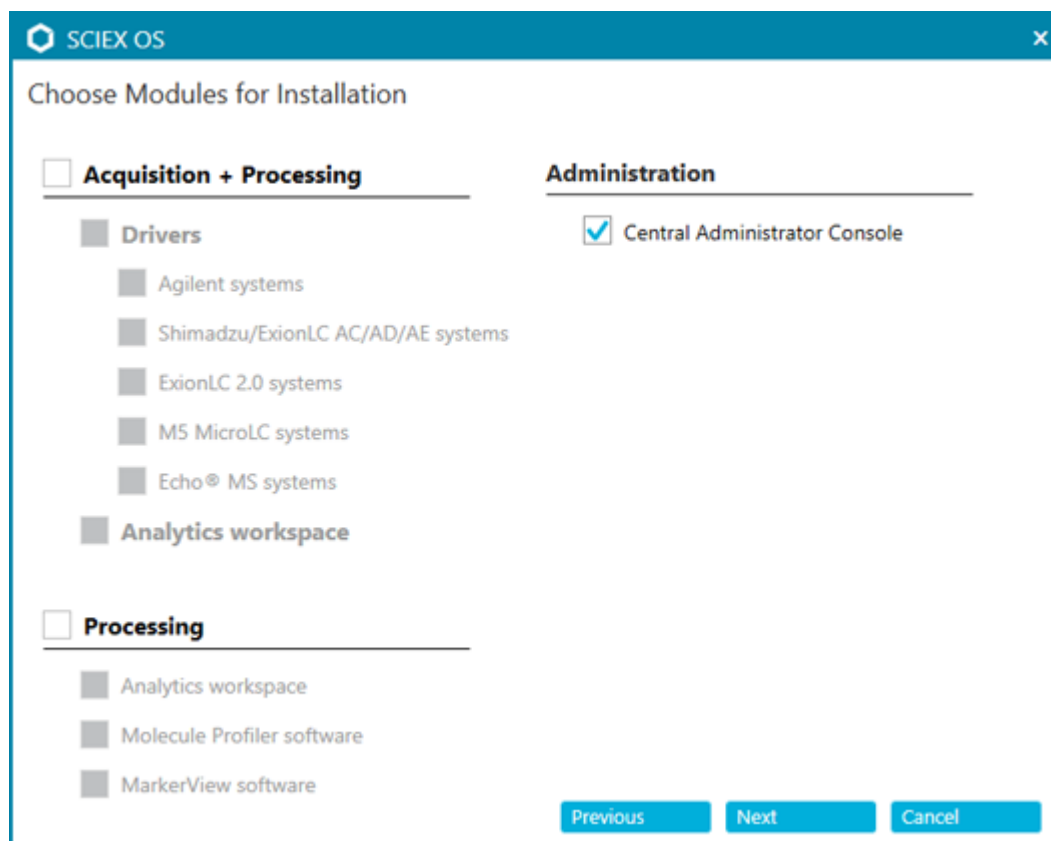 SCIEX OS
Choose Modules for Installation
Acquisition + Processing
Drivers
Agilent systems
Shimadzu/ExionLC AC/AD/AE systems
ExionLC 2.0 systems
M5 MicroLC systems
Echo® MS systems
Analytics workspace
Processing
Analytics workspace
Molecule Profiler software
MarkerView software
Administration
Central Administrator Console
Previous
Next
Cancel